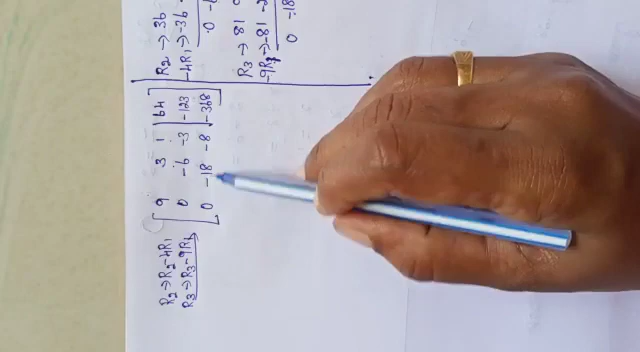 R2→R2-4R1
R3→R3-9R1
9 3 1 64
0 -6 -3 -123
0 -18 -8 -368
R2 → 36
-4R1→-36
0
R3 → 81
-9R1→-81
0 -18